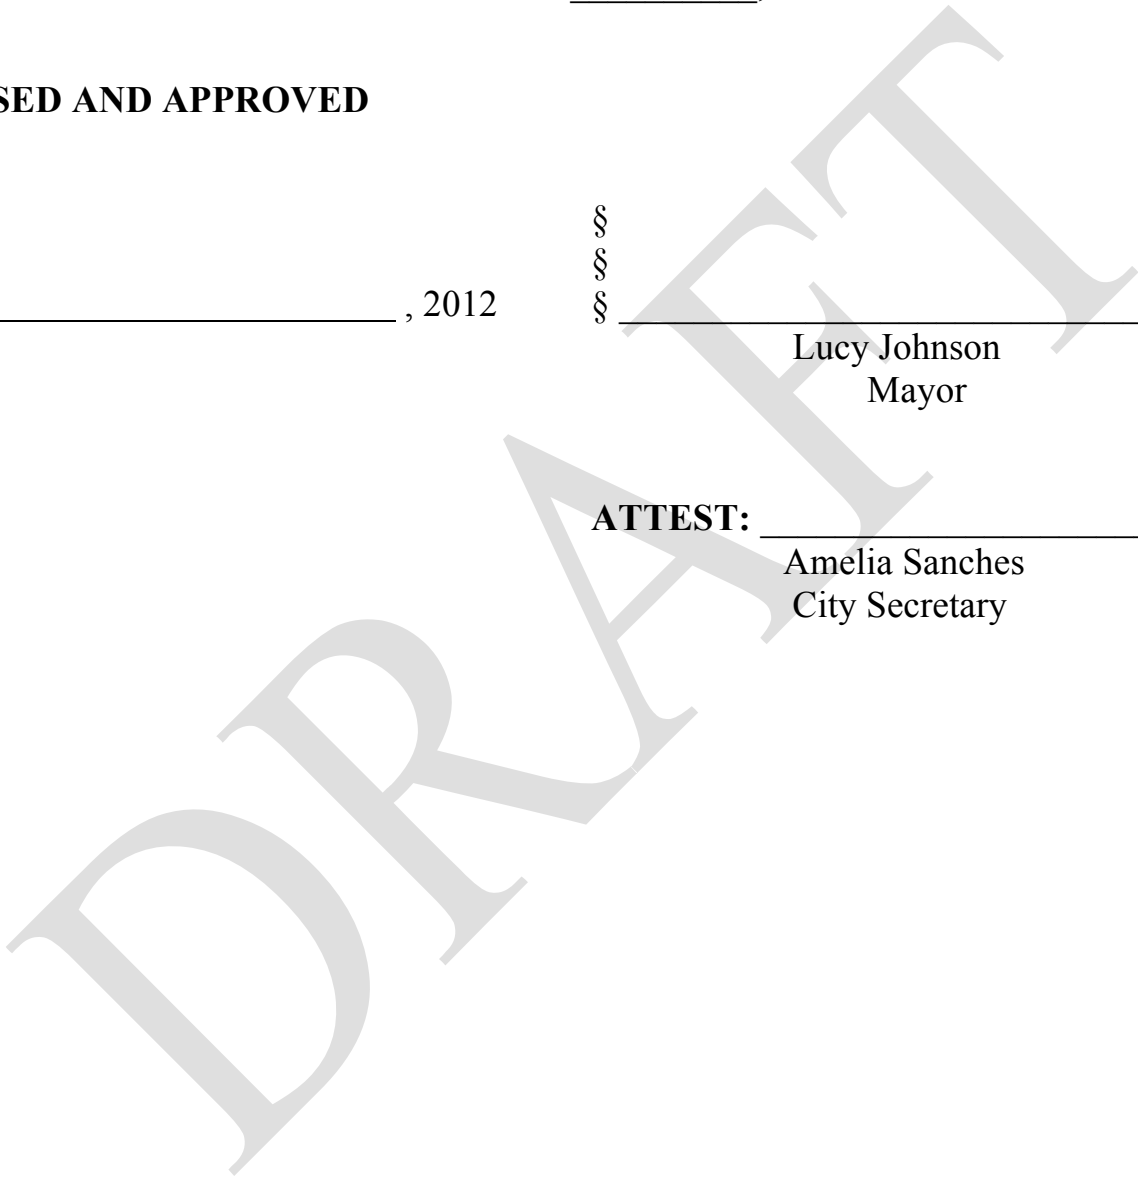 SED AND APPROVED
§
§
, 2012 § 
Lucy Johnson
Mayor
ATTEST:
Amelia Sanches
City Secretary
DRAFT